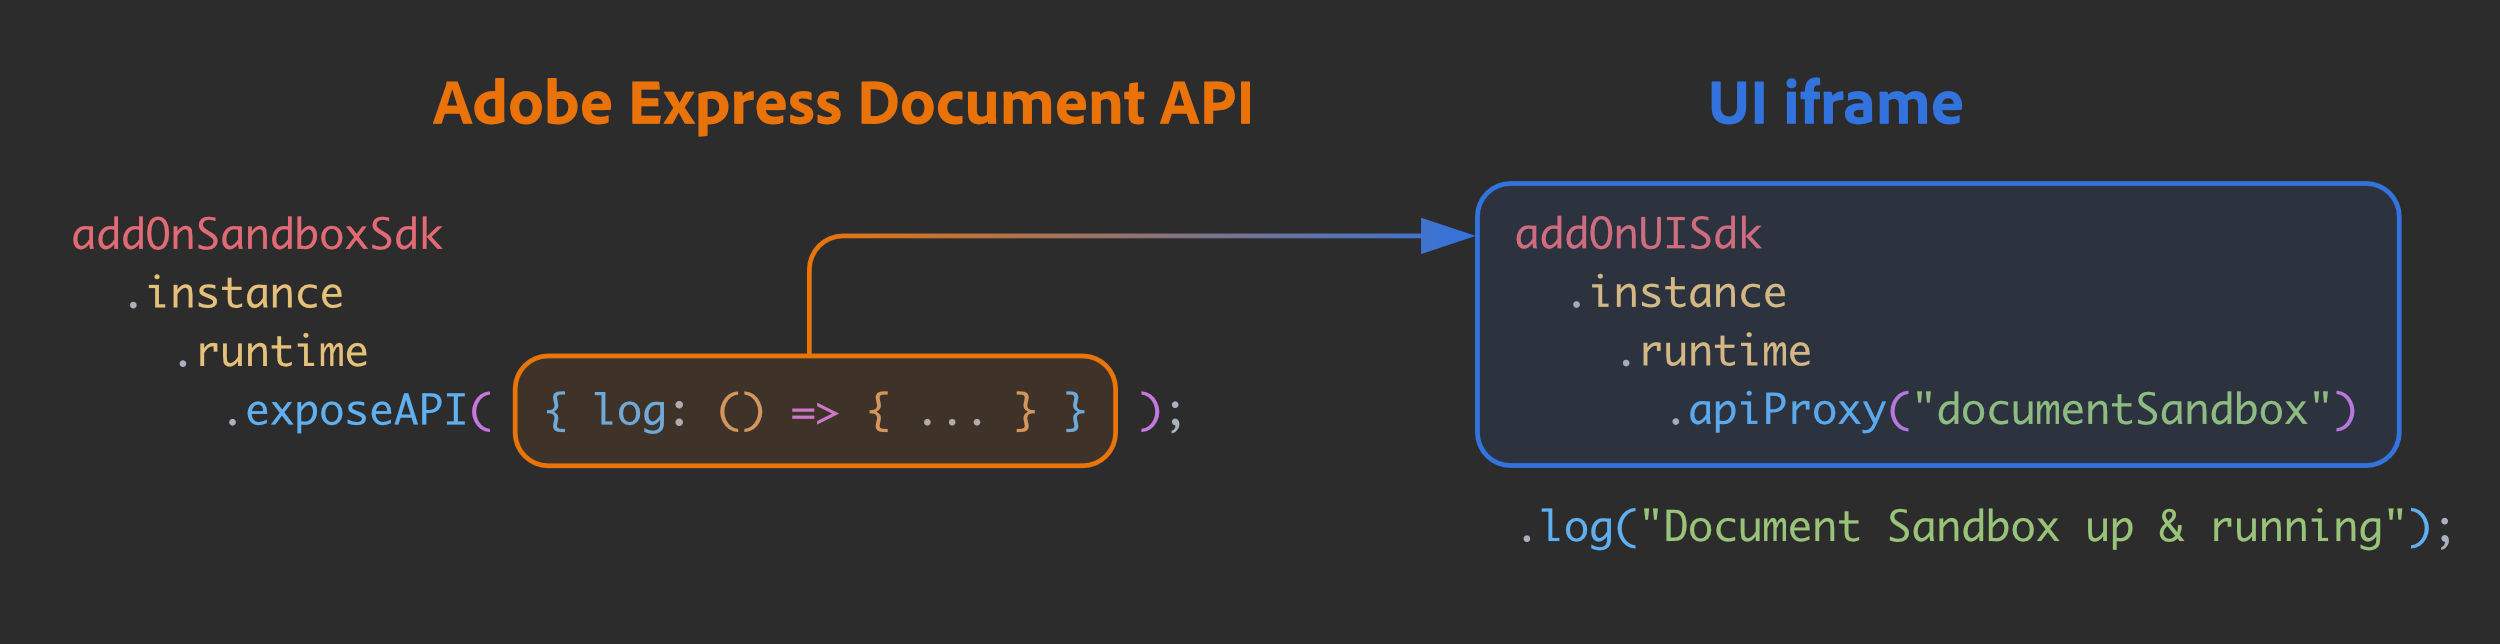 Adobe Express Document API
addOnSandboxSdk
.instance
.runtime
.exposeAPI( { log: () => { ... } } );
UI iframe
addOnUISdk
.instance
.runtime
.apiProxy("documentSandbox")
.log("Document Sandbox up & running");